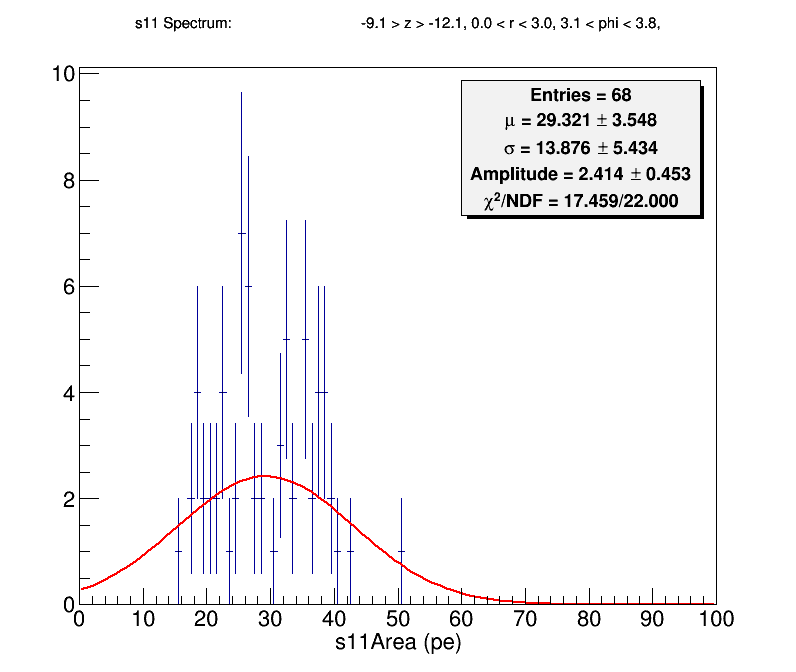 s11 Spectrum: -9.1 > z > -12.1, 0.0 < r < 3.0, 3.1 < phi < 3.8,
Entries = 68
μ = 29.321 ± 3.548
σ = 13.876 ± 5.434
Amplitude = 2.414 ± 0.453
χ²/NDF = 17.459/22.000
10
8
6
4
2
0
0 10 20 30 40 50 60 70 80 90 100
s11Area (pe)